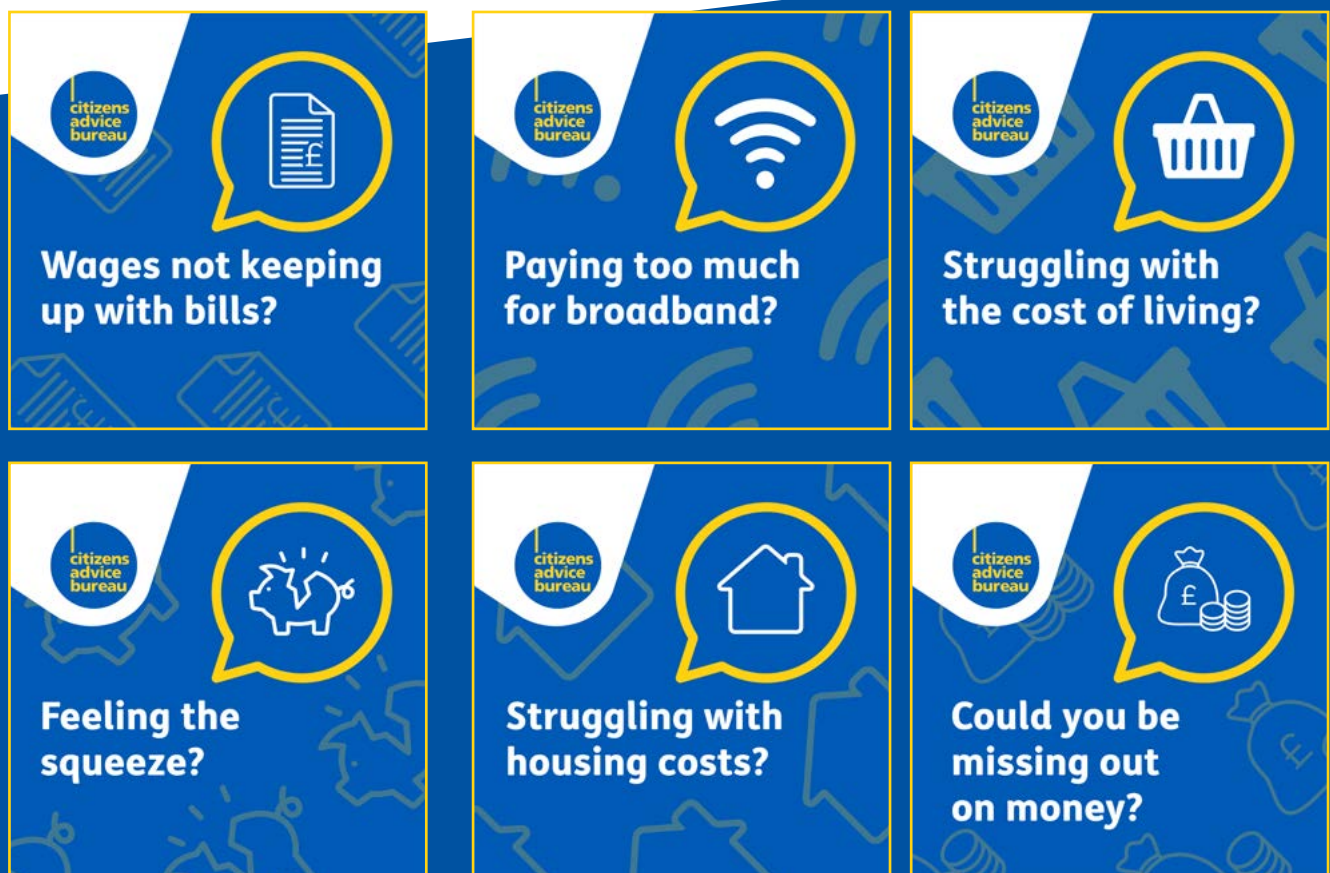 citizens
advice
bureau
£
Wages not keeping
up with bills?
citizens
advice
bureau
Paying too much
for broadband?
citizens
advice
bureau
Struggling with
the cost of living?
citizens
advice
bureau
Feeling the
squeeze?
citizens
advice
bureau
Struggling with
housing costs?
citizens
advice
bureau
£
Could you be
missing out
on money?